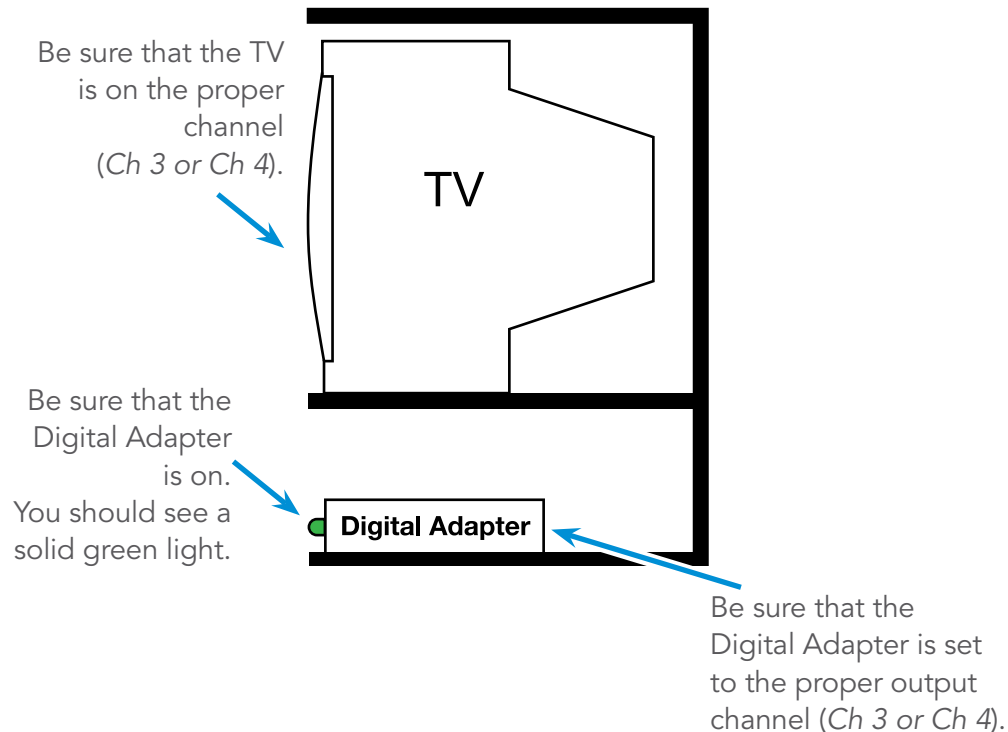 Be sure that the TV
is on the proper
channel
(Ch 3 or Ch 4).
TV
Be sure that the
Digital Adapter
is on.
You should see a
solid green light.
Digital Adapter
Be sure that the
Digital Adapter is set
to the proper output
channel (Ch 3 or Ch 4).